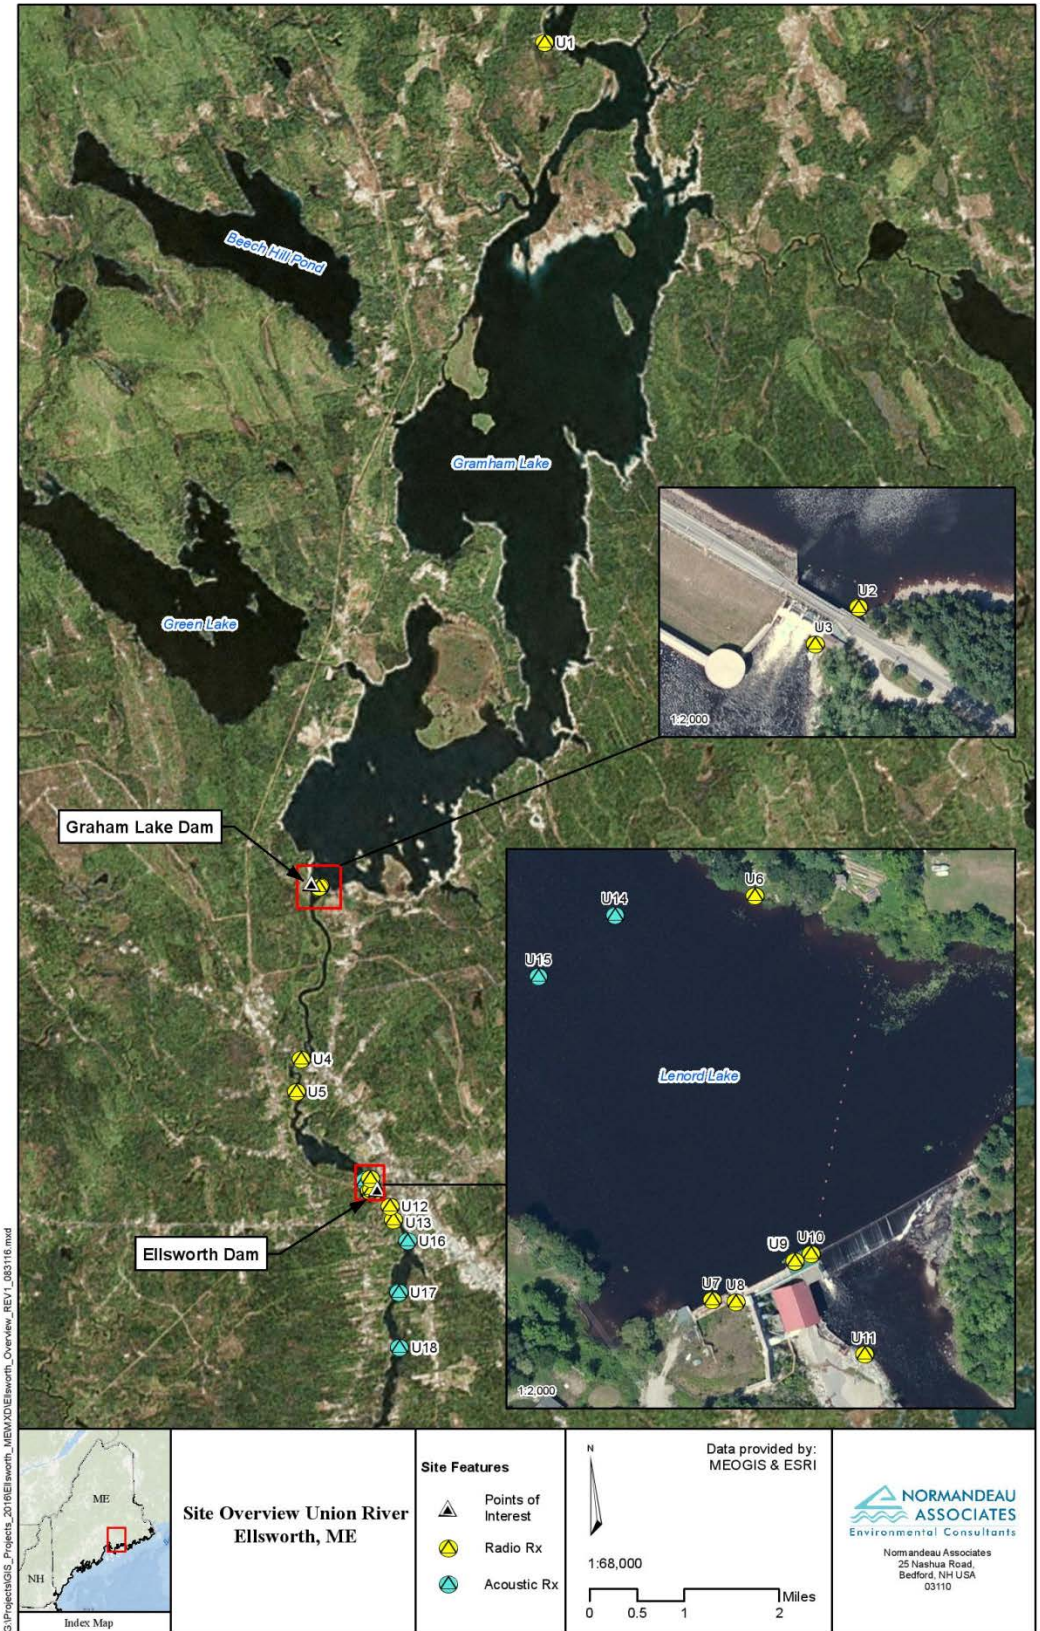 U1
Beech Hill Pond
Gramham Lake
U2
Green Lake
U3
1:2,000
Graham Lake Dam
U6
U14
U15
U4
Lenord Lake
U5
U12
U13
U16
Ellsworth Dam
U9
U10
U17
U7
U8
U18
U11
1:2,000
G:\Projects\GIS_Projects_2016\Ellsworth_ME\MXD\Ellsworth_Overview_REV1_083116.mxd
ME
NH
Index Map
Site Overview Union River
Ellsworth, ME
Site Features
Points of
Interest
Radio Rx
Acoustic Rx
N
Data provided by:
MEOGIS & ESRI
1:68,000
Miles
0 0.5 1 2
NORMANDEAU
ASSOCIATES
Environmental Consultants
Normandeau Associates
25 Nashua Road,
Bedford, NH USA
03110